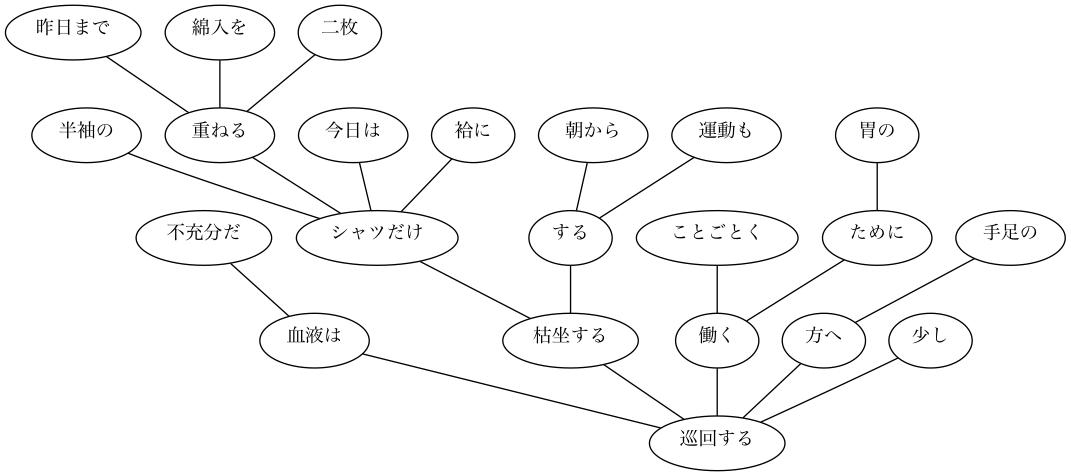 昨日まで
綿入を
二枚
半袖の
重ねる
今日は
袷に
朝から
運動も
胃の
不充分だ
シャツだけ
する
ことごとく
ために
手足の
血液は
枯坐する
働く
方へ
少し
巡回する